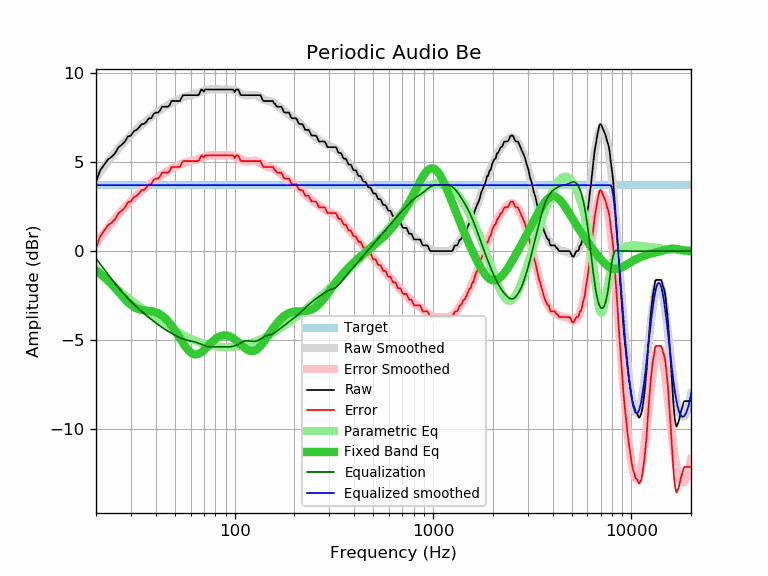 Periodic Audio Be
10
5
0
−5
−10
Amplitude (dBr)
Target
Raw Smoothed
Error Smoothed
Raw
Error
Parametric Eq
Fixed Band Eq
Equalization
Equalized smoothed
100
1000
10000
Frequency (Hz)